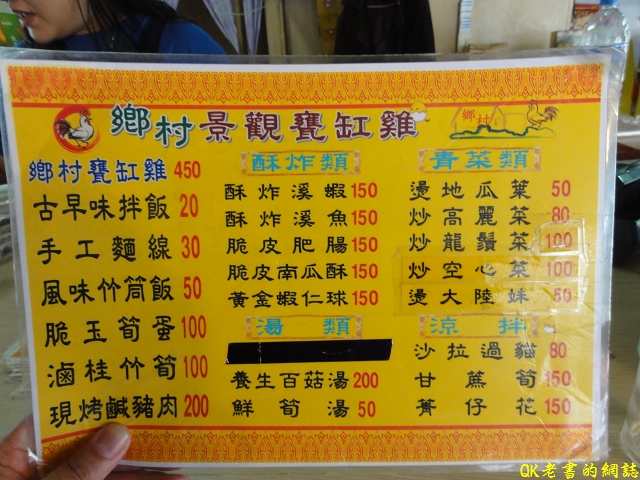 鄉村景觀甕缸雞
鄉村
鄉村甕缸雞 450
古早味拌飯 20
手工麵線 30
風味竹筒飯 50
脆玉筍蛋 100
滷桂竹筍 100
現烤鹹豬肉 200
酥炸類
酥炸溪蝦 150
酥炸溪魚 150
脆皮肥腸 150
脆皮南瓜酥 150
黃金蝦仁球 150
湯類
養生百菇湯 200
鮮筍湯 50
青菜類
燙地瓜葉 50
炒高麗菜 80
炒龍鬚菜 100
炒空心菜 100
燙大陸妹 50
涼拌
沙拉過貓 80
甘蔗筍 150
菁仔花 150
QK老書的網誌